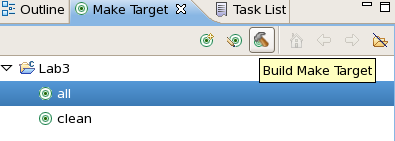 Outline Make Target Task List
Build Make Target
Lab3
all
clean